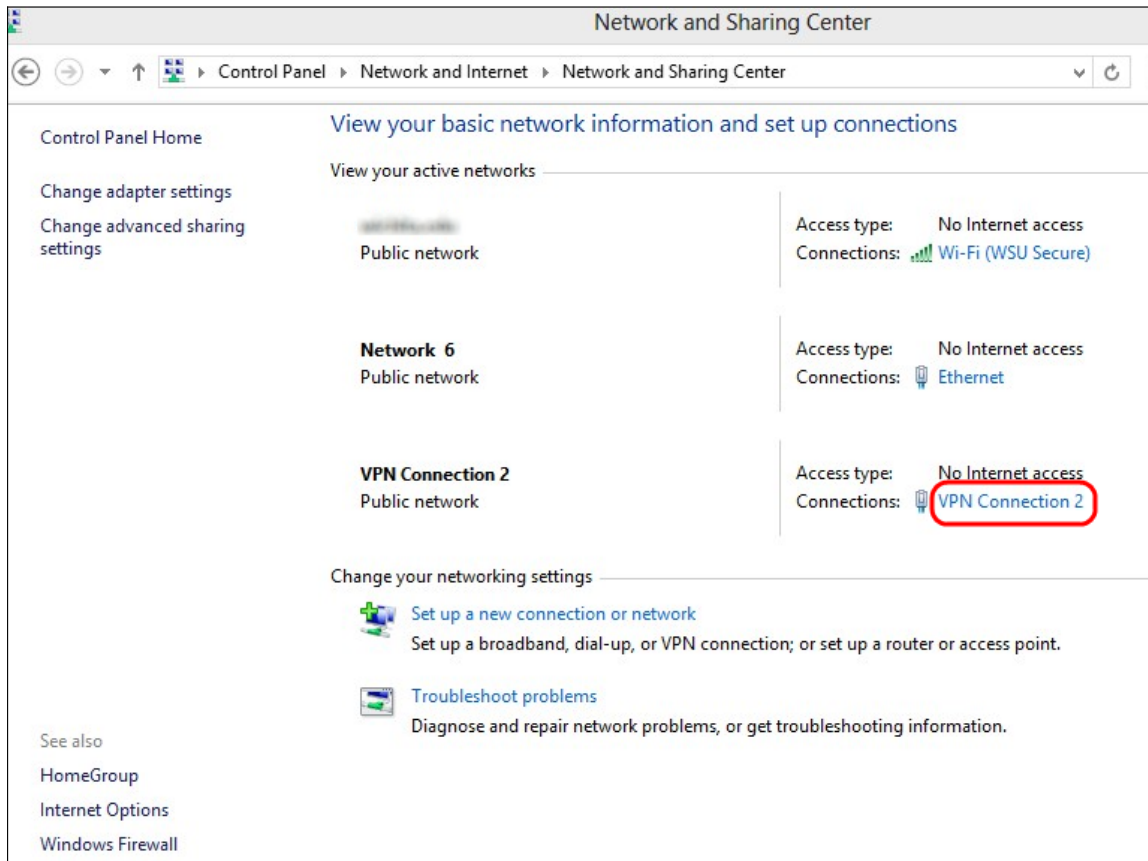 Network and Sharing Center
Control Panel Network and Internet Network and Sharing Center
Control Panel Home
Change adapter settings
Change advanced sharing
settings
View your basic network information and set up connections
View your active networks
Public network
Access type: No Internet access
Connections: Wi-Fi (WSU Secure)
Network 6
Public network
Access type: No Internet access
Connections: Ethernet
VPN Connection 2
Public network
Access type: No Internet access
Connections: VPN Connection 2
Change your networking settings
Set up a new connection or network
Set up a broadband, dial-up, or VPN connection; or set up a router or access point.
Troubleshoot problems
Diagnose and repair network problems, or get troubleshooting information.
See also
HomeGroup
Internet Options
Windows Firewall